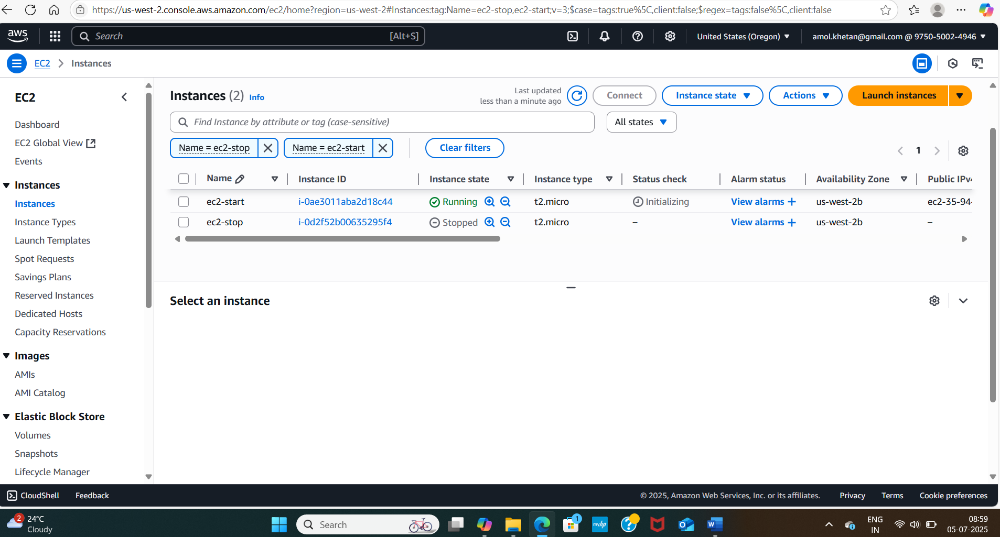 https://us-west-2.console.aws.amazon.com/ec2/home?region=us-west-2#Instances:tag:Name=ec2-stop,ec2-start;v=3;$case=tags:true%5C,client:false;$regex=tags:false%5C,client:false
aws Search [Alt+S] United States (Oregon) amol.khetan@gmail.com @ 9750-5002-4946
EC2 > Instances
EC2
Dashboard
EC2 Global View
Events
Instances
Instances
Instance Types
Launch Templates
Spot Requests
Savings Plans
Reserved Instances
Dedicated Hosts
Capacity Reservations
Images
AMIs
AMI Catalog
Elastic Block Store
Volumes
Snapshots
Lifecycle Manager
Instances (2) Info
Last updated
less than a minute ago
Connect Instance state Actions Launch instances
Find Instance by attribute or tag (case-sensitive) All states
Name = ec2-stop Name = ec2-start Clear filters
1
Name Instance ID Instance state Instance type Status check Alarm status Availability Zone Public IPv4
ec2-start i-0ae3011aba2d18c44 Running t2.micro Initializing View alarms + us-west-2b ec2-35-94-
ec2-stop i-0d2f52b00635295f4 Stopped t2.micro – View alarms + us-west-2b –
Select an instance
CloudShell Feedback © 2025, Amazon Web Services, Inc. or its affiliates. Privacy Terms Cookie preferences
2 24°C
Cloudy
Search
1
myhp
ENG
IN
08:59
05-07-2025